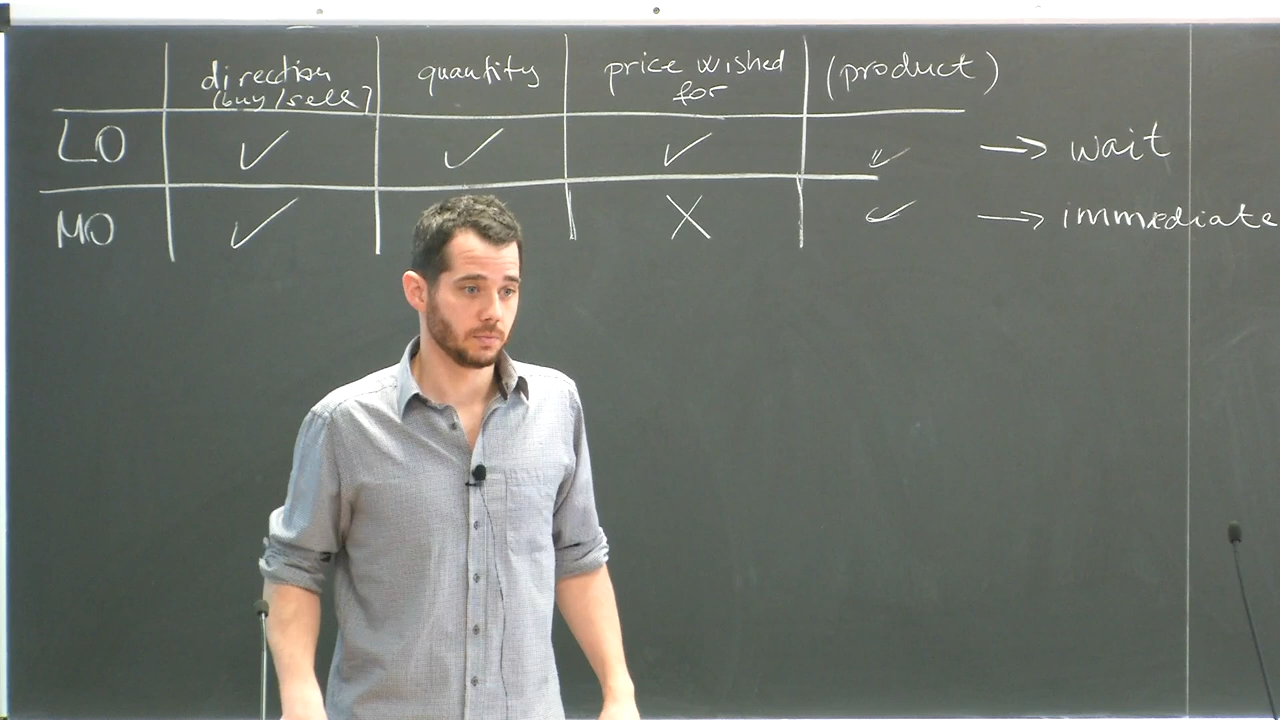 direction quantity price wished (product)
(buy/sell) for
LO ✓ ✓ ✓ ✓ → wait
MO ✓ X ✓ → immediate